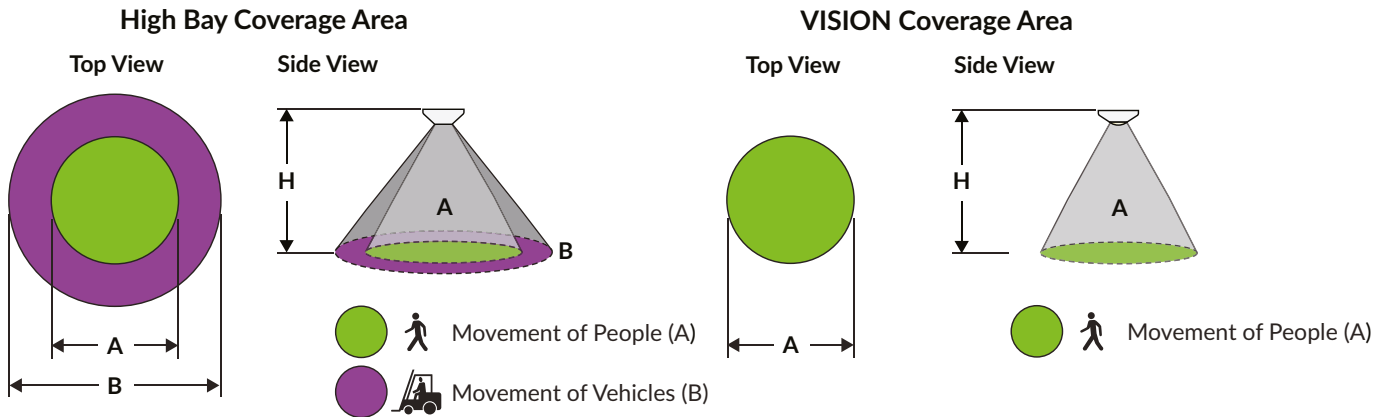 High Bay Coverage Area
Top View
Side View
H
A
B
A
B
Movement of People (A)
Movement of Vehicles (B)
VISION Coverage Area
Top View
Side View
H
A
A
Movement of People (A)